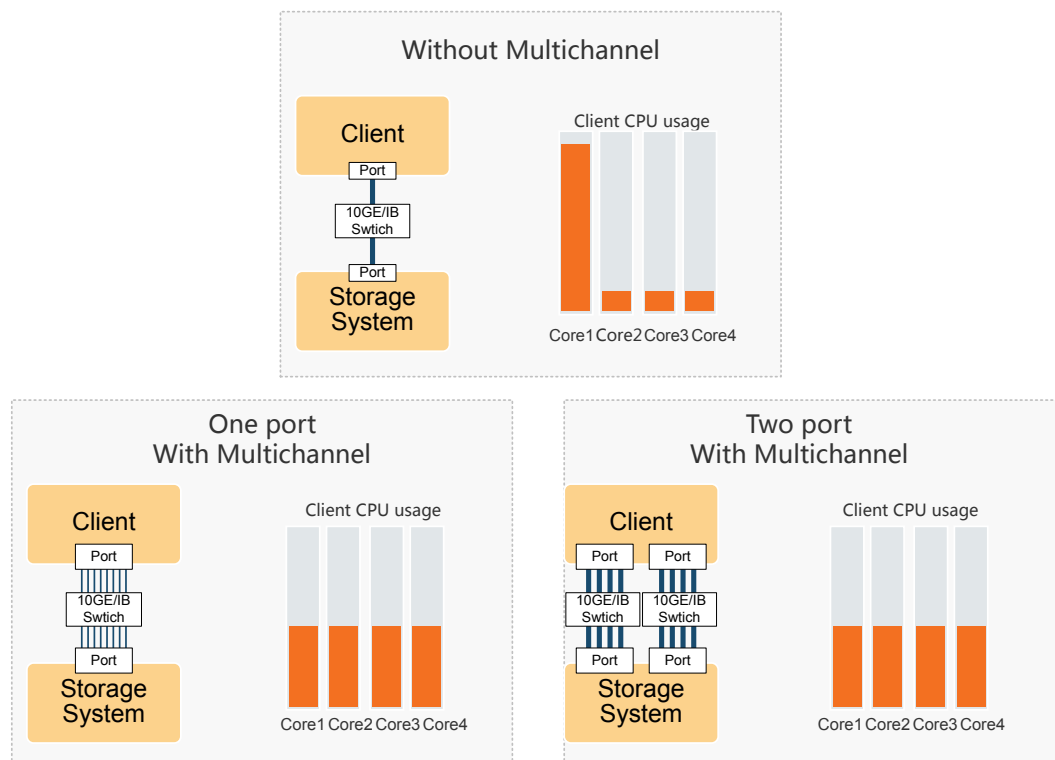 Without Multichannel
Client
Port
10GE/IB
Swtich
Port
Storage
System
Client CPU usage
Core1 Core2 Core3 Core4
One port
With Multichannel
Client
Port
10GE/IB
Swtich
Port
Storage
System
Client CPU usage
Core1 Core2 Core3 Core4
Two port
With Multichannel
Client
Port Port
10GE/IB 10GE/IB
Swtich Swtich
Port Port
Storage
System
Client CPU usage
Core1 Core2 Core3 Core4